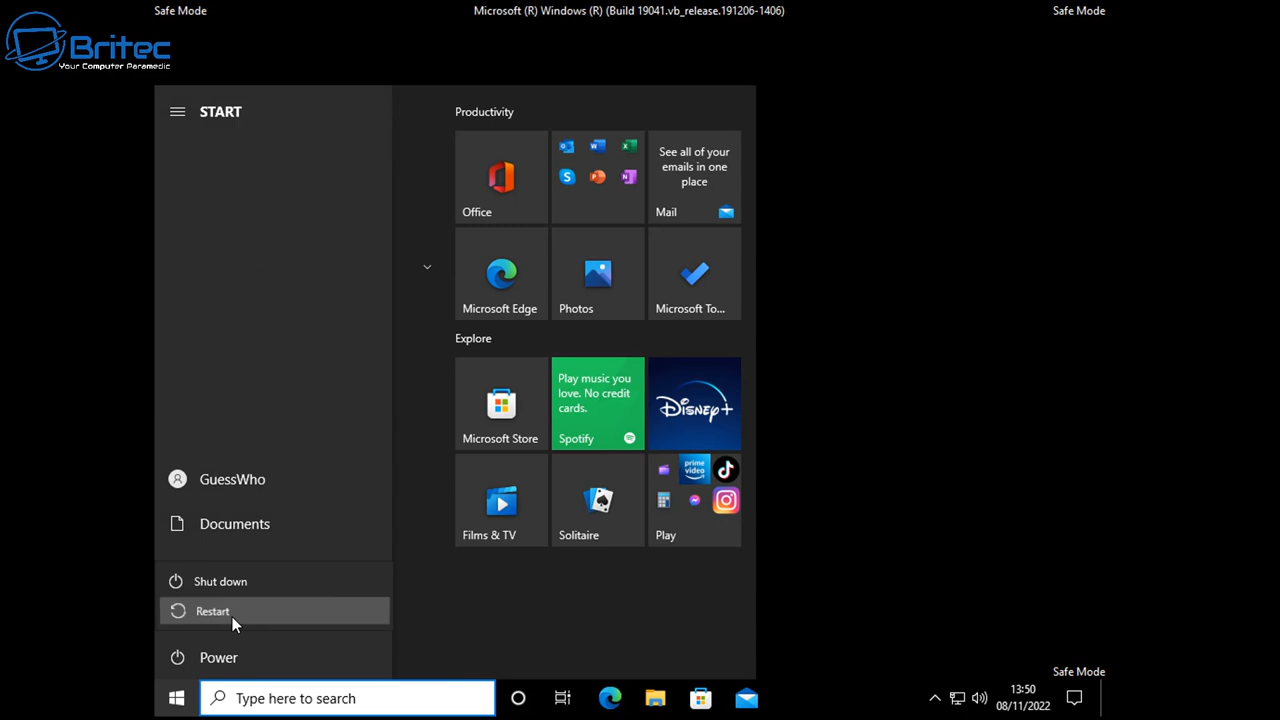 Safe Mode
Microsoft (R) Windows (R) (Build 19041.vb_release.191206-1406)
Safe Mode
Britec
Your Computer Paramedic
START
GuessWho
Documents
Shut down
Restart
Power
Productivity
Office
See all of your
emails in one
place
Mail
Microsoft Edge
Photos
Microsoft To...
Explore
Microsoft Store
Play music you
love. No credit
cards.
Spotify
Disney+
Films & TV
Solitaire
prime
video
Play
Type here to search
Safe Mode
13:50
08/11/2022